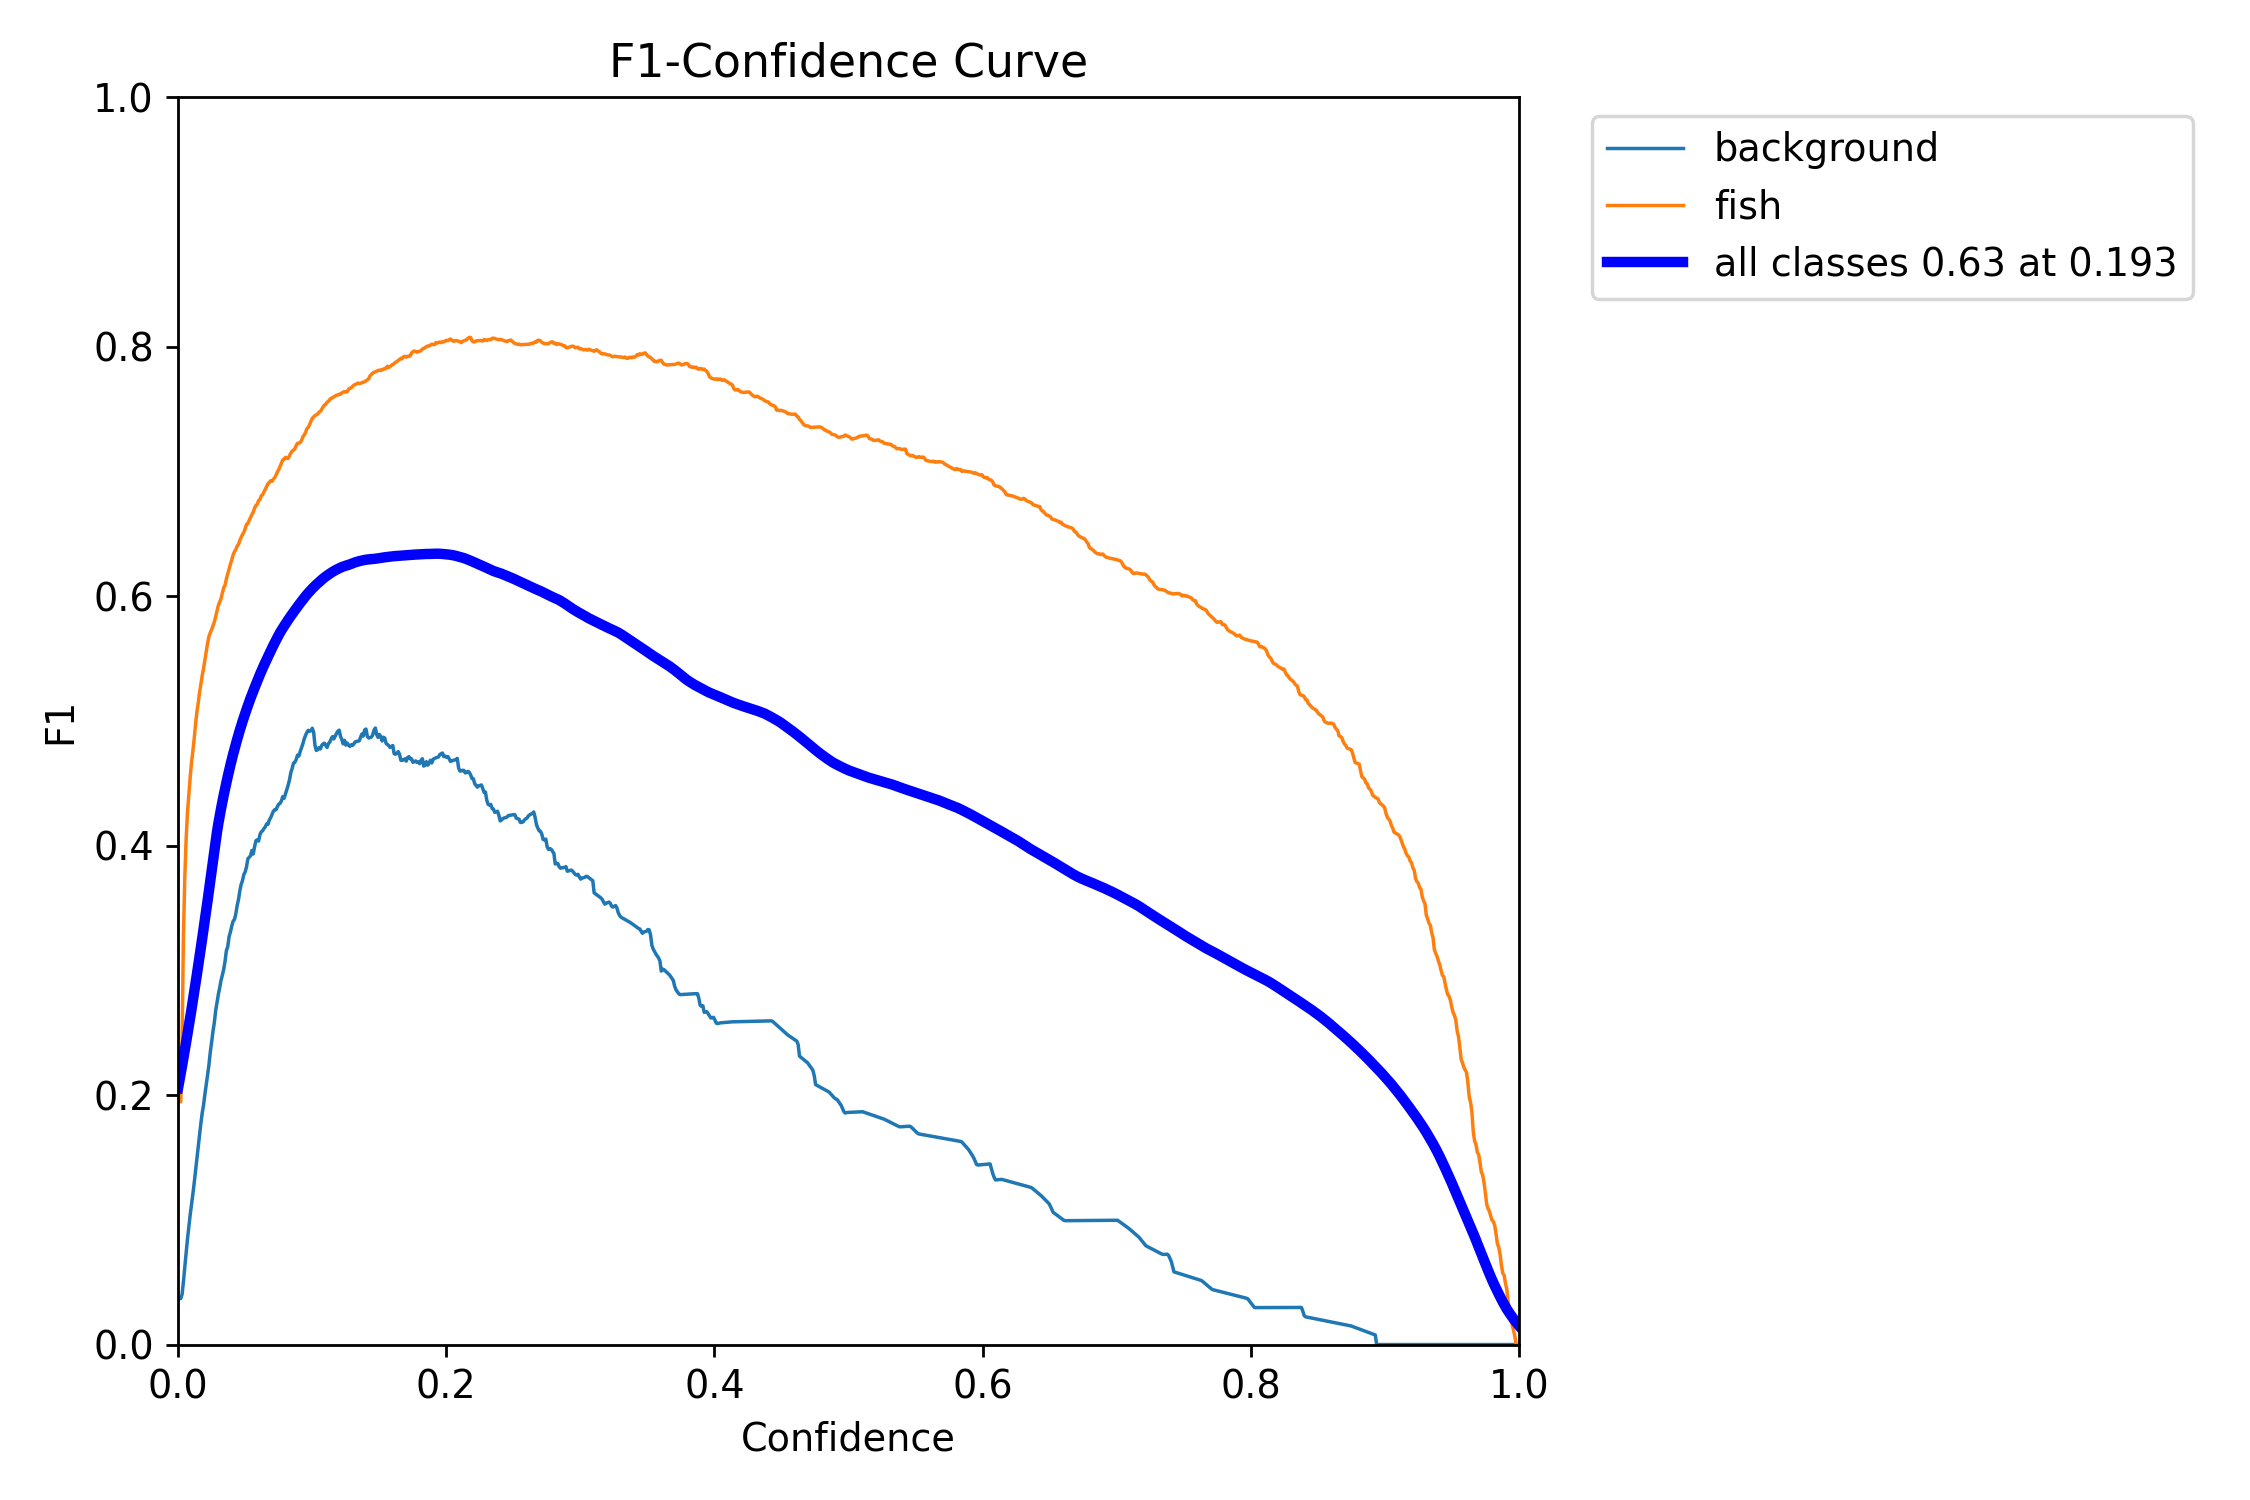 F1-Confidence Curve
1.0
0.8
0.6
0.4
0.2
0.0
F1
0.0 0.2 0.4 0.6 0.8 1.0
Confidence
background
fish
all classes 0.63 at 0.193